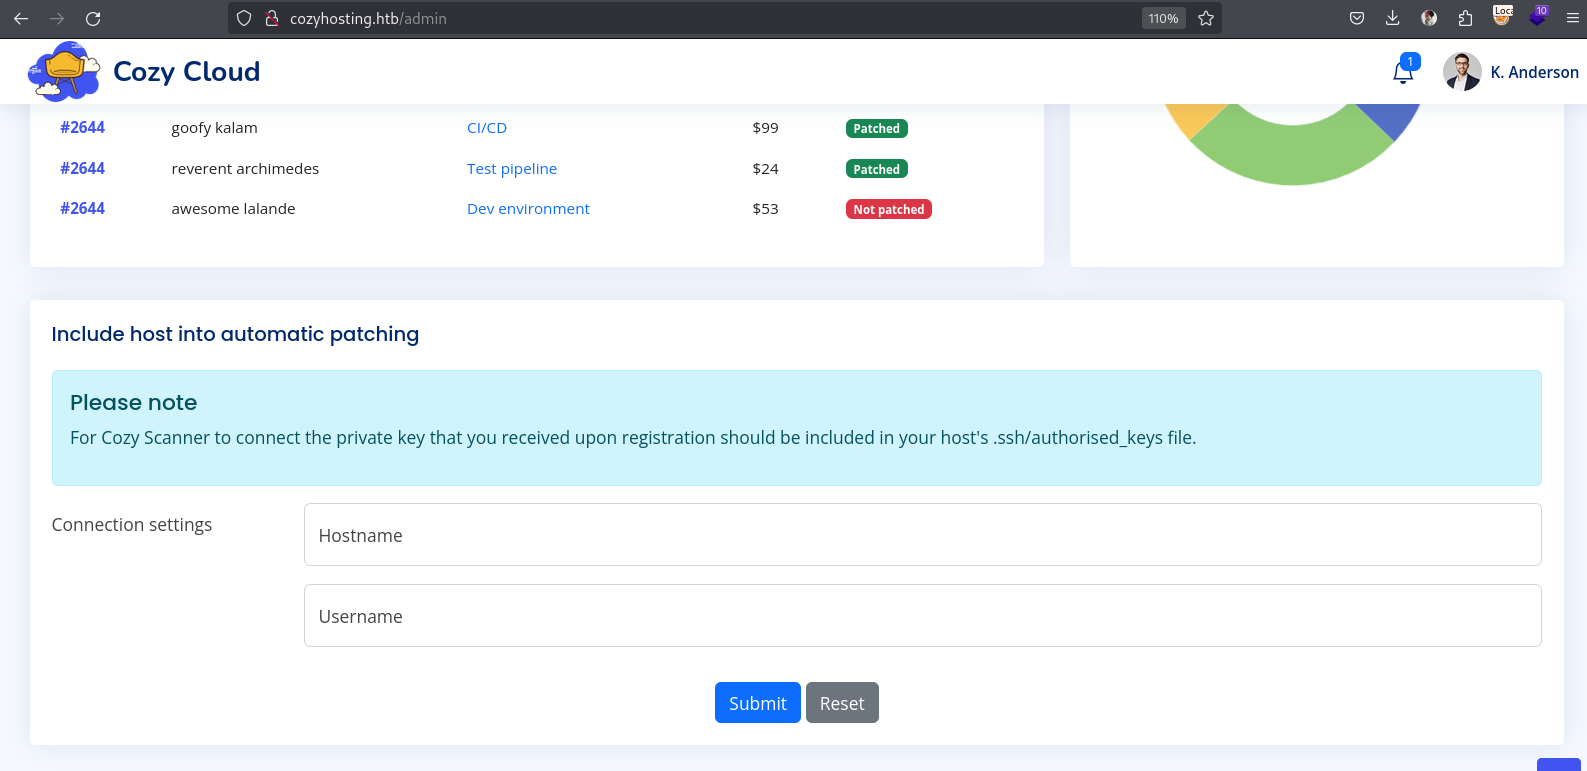 cozyhosting.htb/admin
110%
10
Cozy Cloud
1
K. Anderson
#2644 goofy kalam CI/CD $99 Patched
#2644 reverent archimedes Test pipeline $24 Patched
#2644 awesome lalande Dev environment $53 Not patched
Include host into automatic patching
Please note
For Cozy Scanner to connect the private key that you received upon registration should be included in your host's .ssh/authorised_keys file.
Connection settings
Hostname
Username
Submit Reset